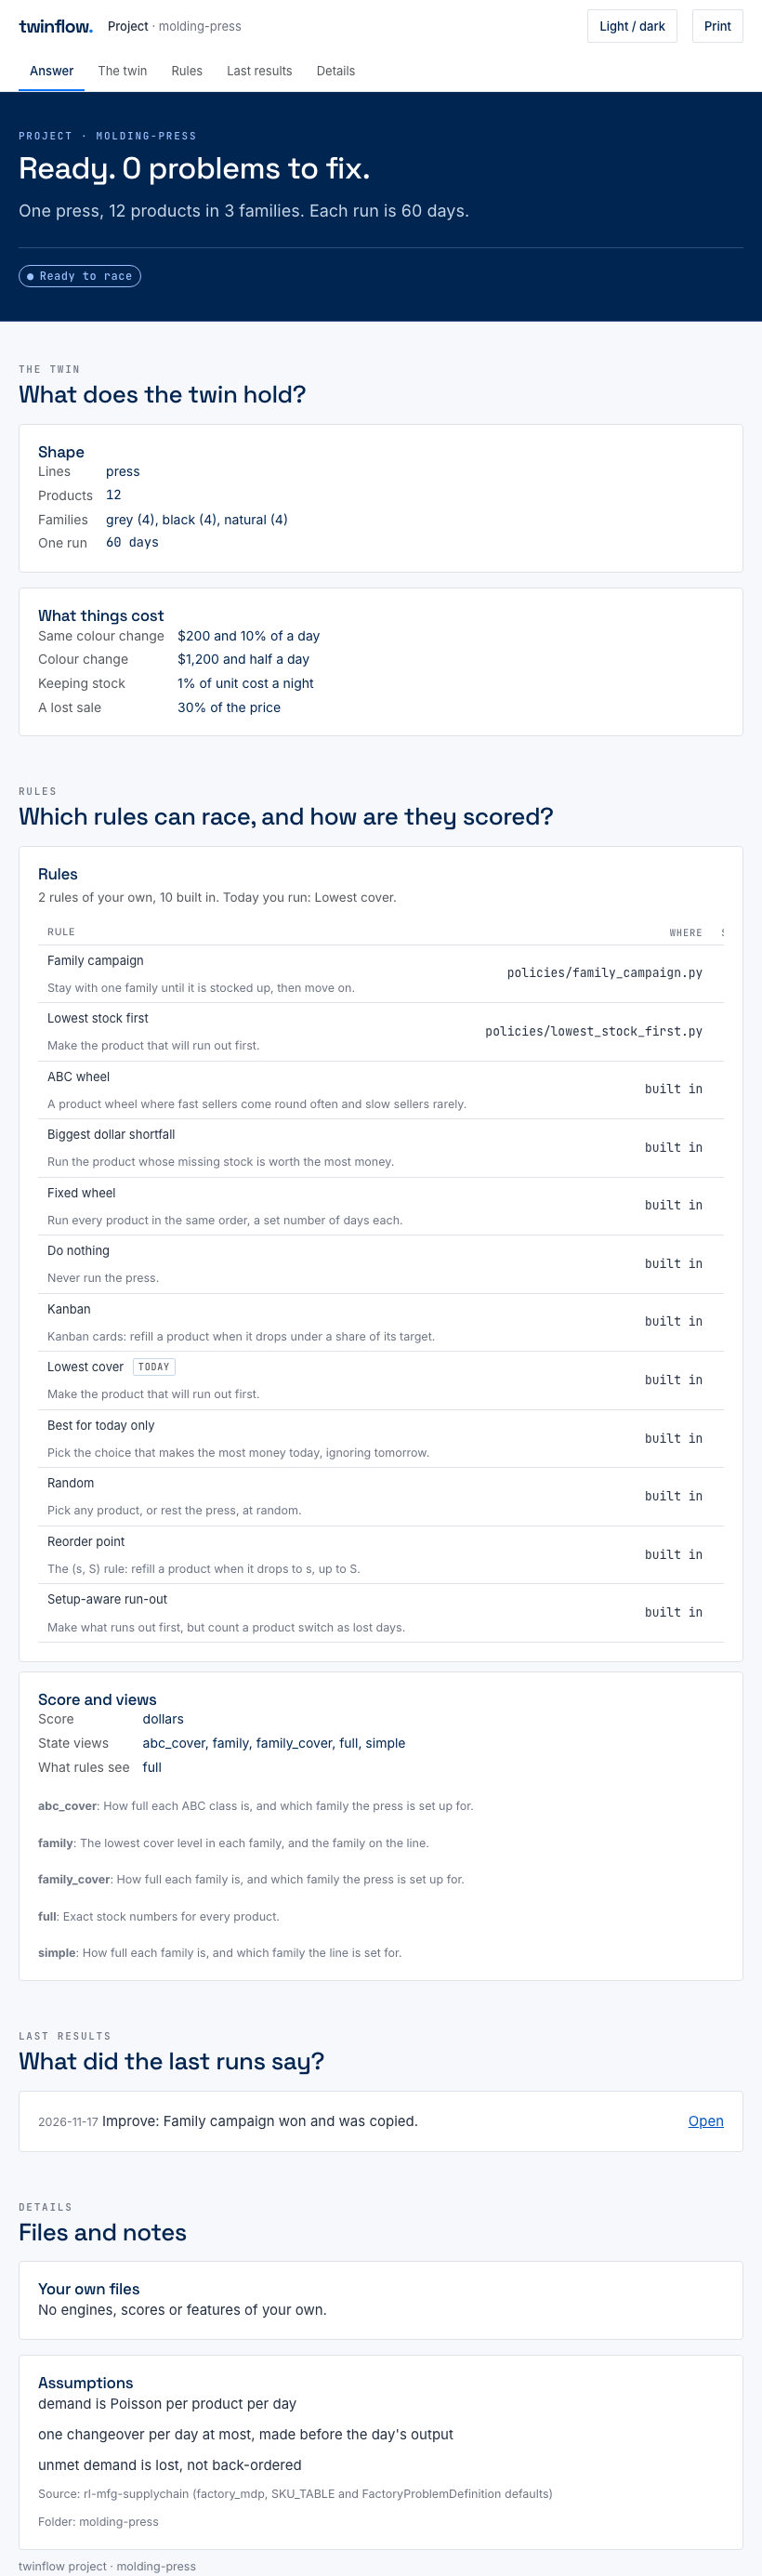 twinflow. Project · molding-press Light / dark Print
Answer The twin Rules Last results Details
PROJECT · MOLDING-PRESS
Ready. 0 problems to fix.
One press, 12 products in 3 families. Each run is 60 days.
Ready to race
THE TWIN
What does the twin hold?
Shape
Lines press
Products 12
Families grey (4), black (4), natural (4)
One run 60 days
What things cost
Same colour change $200 and 10% of a day
Colour change $1,200 and half a day
Keeping stock 1% of unit cost a night
A lost sale 30% of the price
RULES
Which rules can race, and how are they scored?
Rules
2 rules of your own, 10 built in. Today you run: Lowest cover.
RULE WHERE
Family campaign
policies/family_campaign.py
Stay with one family until it is stocked up, then move on.
Lowest stock first
policies/lowest_stock_first.py
Make the product that will run out first.
ABC wheel
built in
A product wheel where fast sellers come round often and slow sellers rarely.
Biggest dollar shortfall
built in
Run the product whose missing stock is worth the most money.
Fixed wheel
built in
Run every product in the same order, a set number of days each.
Do nothing
built in
Never run the press.
Kanban
built in
Kanban cards: refill a product when it drops under a share of its target.
Lowest cover TODAY
built in
Make the product that will run out first.
Best for today only
built in
Pick the choice that makes the most money today, ignoring tomorrow.
Random
built in
Pick any product, or rest the press, at random.
Reorder point
built in
The (s, S) rule: refill a product when it drops to s, up to S.
Setup-aware run-out
built in
Make what runs out first, but count a product switch as lost days.
Score and views
Score dollars
State views abc_cover, family, family_cover, full, simple
What rules see full
abc_cover: How full each ABC class is, and which family the press is set up for.
family: The lowest cover level in each family, and the family on the line.
family_cover: How full each family is, and which family the press is set up for.
full: Exact stock numbers for every product.
simple: How full each family is, and which family the line is set for.
LAST RESULTS
What did the last runs say?
2026-11-17 Improve: Family campaign won and was copied. Open
DETAILS
Files and notes
Your own files
No engines, scores or features of your own.
Assumptions
demand is Poisson per product per day
one changeover per day at most, made before the day's output
unmet demand is lost, not back-ordered
Source: rl-mfg-supplychain (factory_mdp, SKU_TABLE and FactoryProblemDefinition defaults)
Folder: molding-press
twinflow project · molding-press